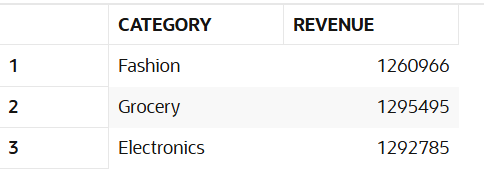 CATEGORY REVENUE
1 Fashion 1260966
2 Grocery 1295495
3 Electronics 1292785